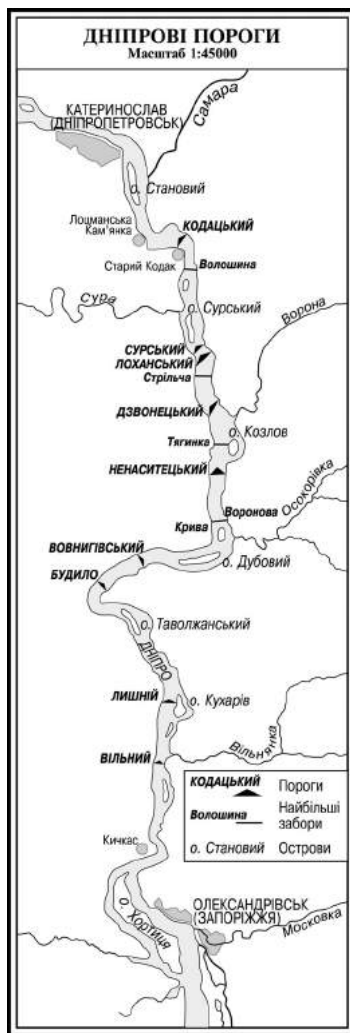 ДНІПРОВІ ПОРОГИ
Масштаб 1:45000
КАТЕРИНОСЛАВ
(ДНІПРОПЕТРОВСЬК)
Самара
о. Становий
Лоцманська
Кам'янка
КОДАЦЬКИЙ
Старий Кодак
Волошина
Сура
о. Сурський
Ворона
СУРСЬКИЙ
ЛОХАНСЬКИЙ
Стрільча
ДЗВОНЕЦЬКИЙ
о. Козлов
Тягинка
НЕНАСИТЕЦЬКИЙ
Осокорівка
Воронова
Крива
ВОВНИГІВСЬКИЙ
о. Дубовий
БУДИЛО
о. Таволжанський
ДНІПРО
ЛИШНІЙ
о. Кухарів
Вільнянка
ВІЛЬНИЙ
КОДАЦЬКИЙ Пороги
Волошина Найбільші
забори
о. Становий Острови
Кичкас
о. Хортиця
ОЛЕКСАНДРІВСЬК
(ЗАПОРІЖЖЯ)
Московка